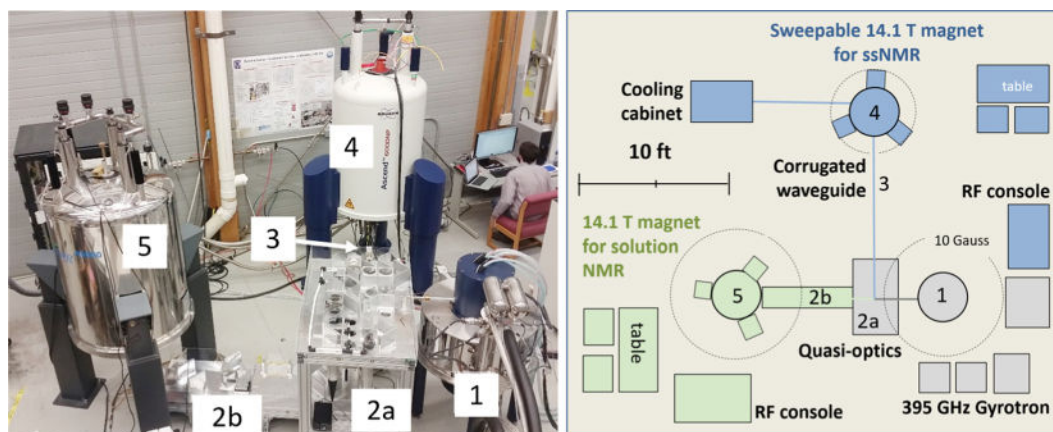 4
Ascend™ 600DNP
5
3
1
2a
2b
Sweepable 14.1 T magnet
for ssNMR
table
Cooling
cabinet
4
10 ft
Corrugated
waveguide
3
RF console
14.1 T magnet
for solution
NMR
10 Gauss
5
2b
1
2a
Quasi-optics
table
RF console
395 GHz Gyrotron